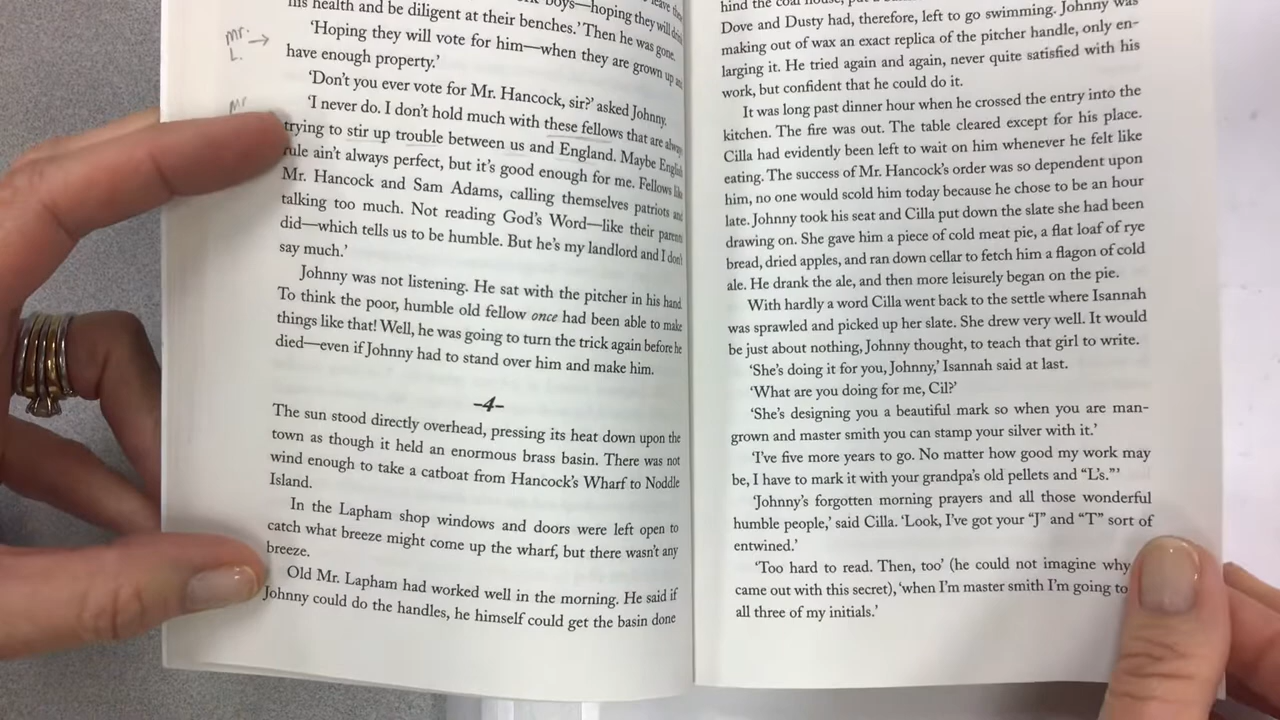 Mr.
L.
Mr
boys—hoping they will
his health and be diligent at their benches.' Then he was gone.
'Hoping they will vote for him—when they are grown up and
have enough property.'
'Don't you ever vote for Mr. Hancock, sir?' asked Johnny.
'I never do. I don't hold much with these fellows that are always
trying to stir up trouble between us and England. Maybe English
rule ain't always perfect, but it's good enough for me. Fellows like
Mr. Hancock and Sam Adams, calling themselves patriots and
talking too much. Not reading God's Word—like their parents
did—which tells us to be humble. But he's my landlord and I don't
say much.'
Johnny was not listening. He sat with the pitcher in his hand.
To think the poor, humble old fellow once had been able to make
things like that! Well, he was going to turn the trick again before he
died—even if Johnny had to stand over him and make him.
–4–
The sun stood directly overhead, pressing its heat down upon the
town as though it held an enormous brass basin. There was not
wind enough to take a catboat from Hancock's Wharf to Noddle
Island.
In the Lapham shop windows and doors were left open to
catch what breeze might come up the wharf, but there wasn't any
breeze.
Old Mr. Lapham had worked well in the morning. He said if
Johnny could do the handles, he himself could get the basin done
hind the coal house,
Dove and Dusty had, therefore, left to go swimming. Johnny was
making out of wax an exact replica of the pitcher handle, only en-
larging it. He tried again and again, never quite satisfied with his
work, but confident that he could do it.
It was long past dinner hour when he crossed the entry into the
kitchen. The fire was out. The table cleared except for his place.
Cilla had evidently been left to wait on him whenever he felt like
eating. The success of Mr. Hancock's order was so dependent upon
him, no one would scold him today because he chose to be an hour
late. Johnny took his seat and Cilla put down the slate she had been
drawing on. She gave him a piece of cold meat pie, a flat loaf of rye
bread, dried apples, and ran down cellar to fetch him a flagon of cold
ale. He drank the ale, and then more leisurely began on the pie.
With hardly a word Cilla went back to the settle where Isannah
was sprawled and picked up her slate. She drew very well. It would
be just about nothing, Johnny thought, to teach that girl to write.
'She's doing it for you, Johnny,' Isannah said at last.
'What are you doing for me, Cil?'
'She's designing you a beautiful mark so when you are man-
grown and master smith you can stamp your silver with it.'
'I've five more years to go. No matter how good my work may
be, I have to mark it with your grandpa's old pellets and "L's."'
'Johnny's forgotten morning prayers and all those wonderful
humble people,' said Cilla. 'Look, I've got your "J" and "T" sort of
entwined.'
'Too hard to read. Then, too' (he could not imagine why
came out with this secret), 'when I'm master smith I'm going to
all three of my initials.'